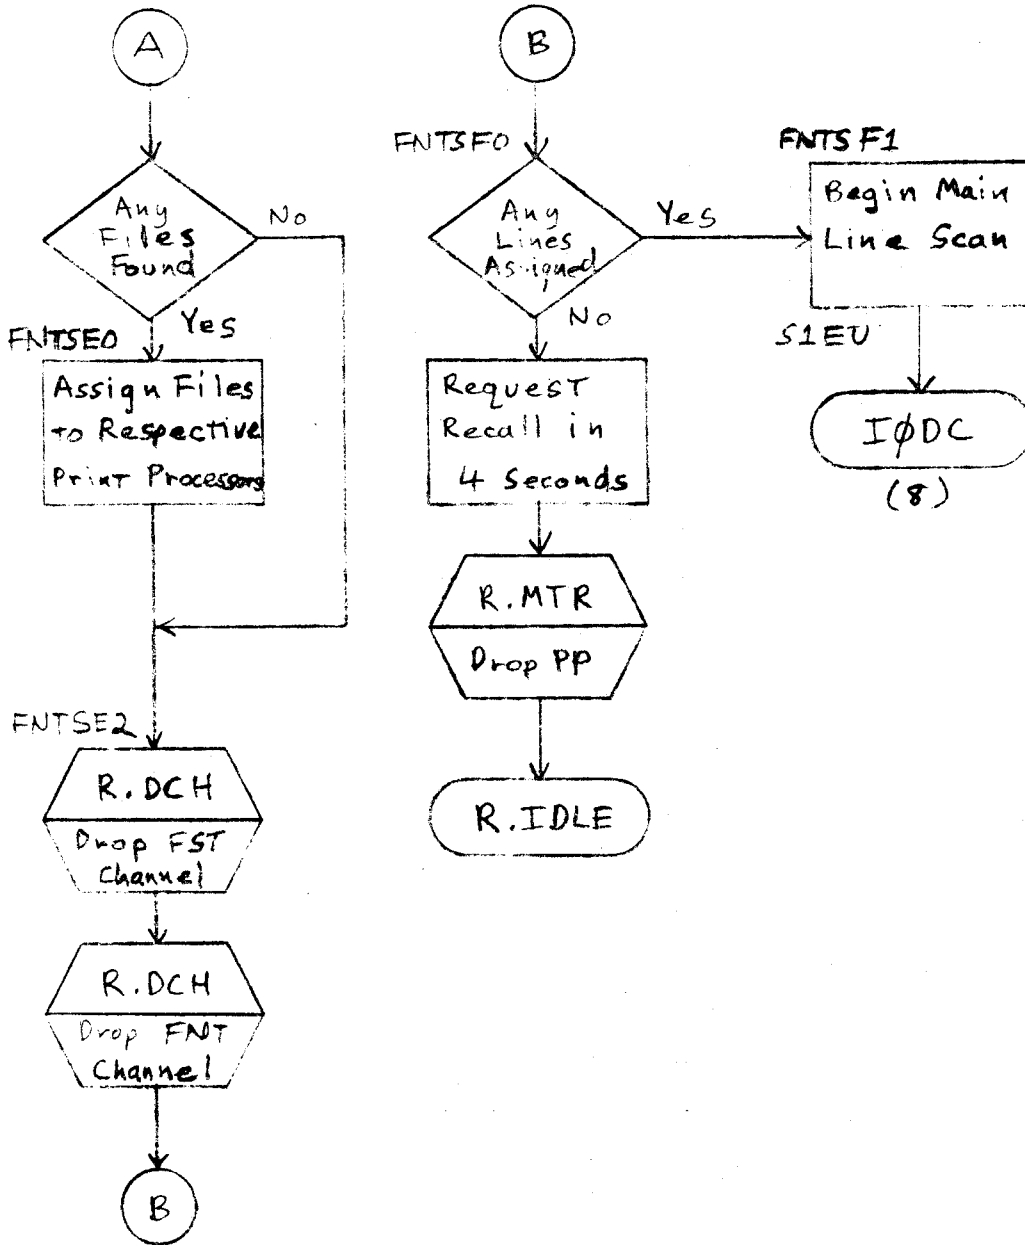 A
Any
Files
Found
No
Yes
FNTSE0
Assign Files
to Respective
Print Processors
FNTSE2
R.DCH
Drop FST
Channel
R.DCH
Drop FNT
Channel
B
B
FNTSF0
Any
Lines
Assigned
Yes
No
Request
Recall in
4 Seconds
R.MTR
Drop PP
R.IDLE
FNTSF1
Begin Main
Line Scan
S1EU
IØDC
(8)